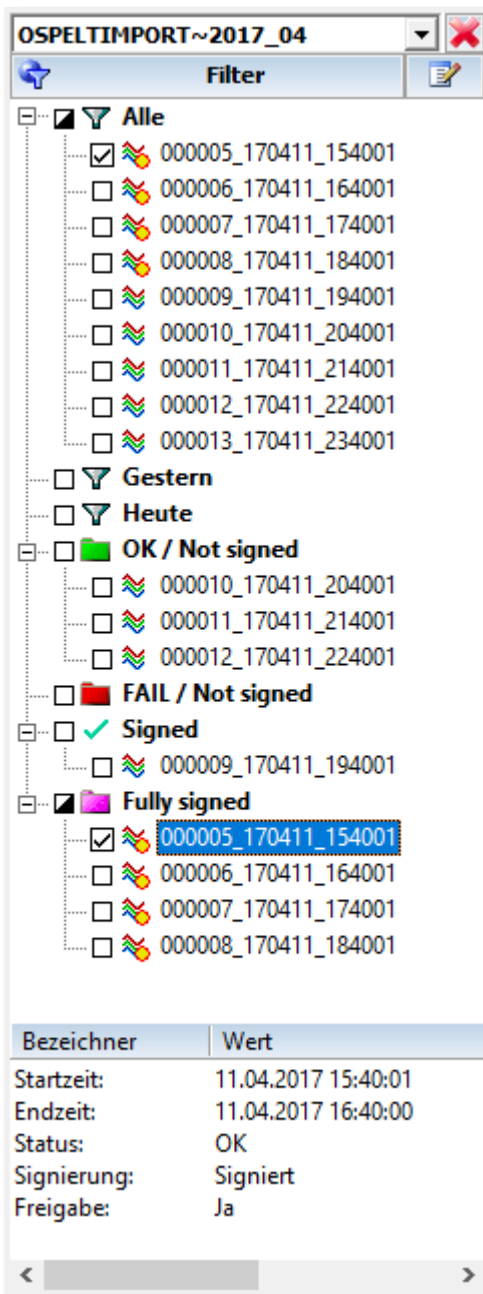 OSPELTIMPORT~2017_04
Filter
Alle
000005_170411_154001
000006_170411_164001
000007_170411_174001
000008_170411_184001
000009_170411_194001
000010_170411_204001
000011_170411_214001
000012_170411_224001
000013_170411_234001
Gestern
Heute
OK / Not signed
000010_170411_204001
000011_170411_214001
000012_170411_224001
FAIL / Not signed
Signed
000009_170411_194001
Fully signed
000005_170411_154001
000006_170411_164001
000007_170411_174001
000008_170411_184001
Bezeichner Wert
Startzeit: 11.04.2017 15:40:01
Endzeit: 11.04.2017 16:40:00
Status: OK
Signierung: Signiert
Freigabe: Ja